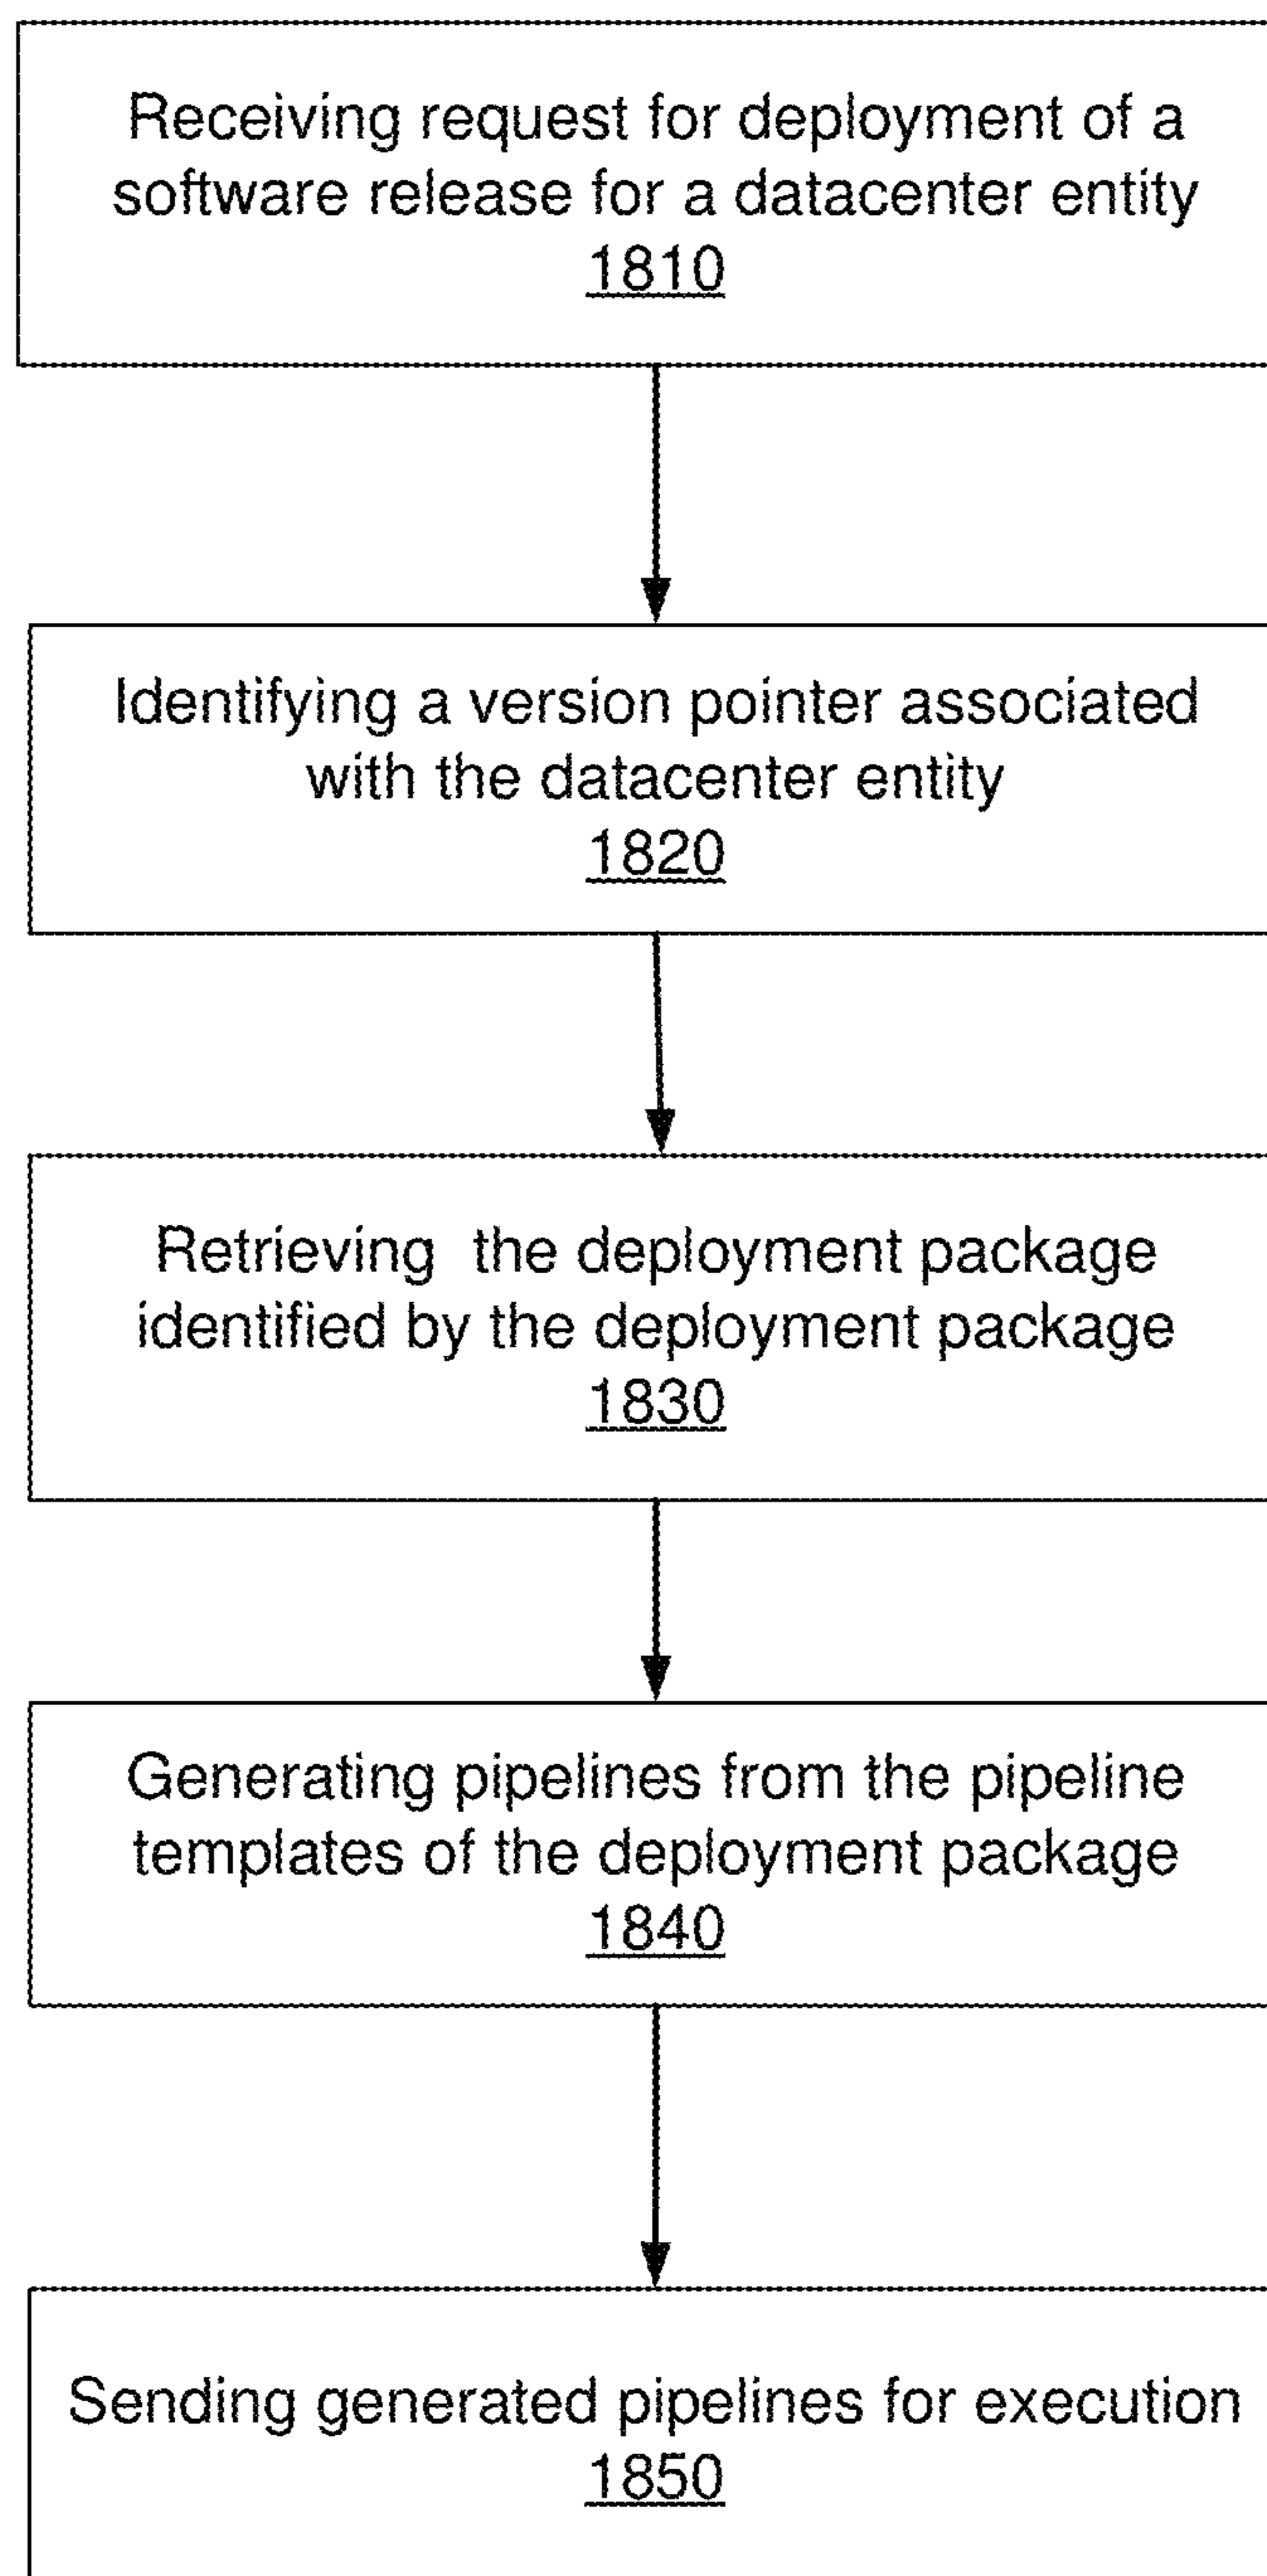 Receiving request for deployment of a
software release for a datacenter entity
1810
Identifying a version pointer associated
with the datacenter entity
1820
Retrieving the deployment package
identified by the deployment package
1830
Generating pipelines from the pipeline
templates of the deployment package
1840
Sending generated pipelines for execution
1850